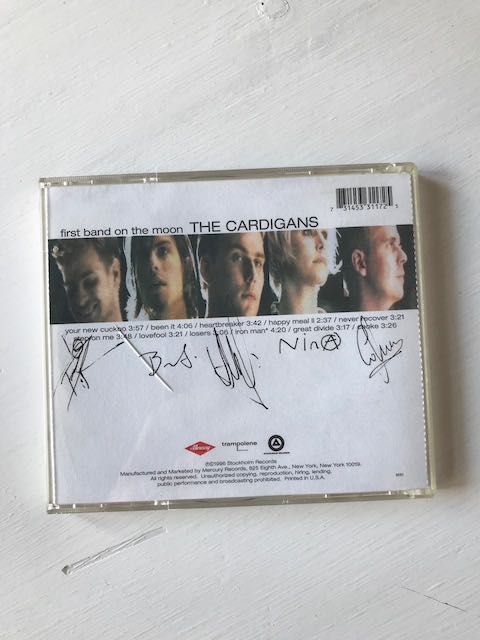 7 31453 31172 5
first band on the moon THE CARDIGANS
your new cuckoo 3:57 / been it 4:06 / heartbreaker 3:42 / happy meal II 2:37 / never recover 3:21
step on me 3:48 / lovefool 3:21 / losers 3:06 / iron man* 4:20 / great divide 3:17 / choke 3:26
Nina
Mercury
trampolene
℗©1996 Stockholm Records
Manufactured and Marketed by Mercury Records, 825 Eighth Ave., New York, New York 10019.
All rights reserved. Unauthorized copying, reproduction, hiring, lending,
public performance and broadcasting prohibited. Printed in U.S.A.